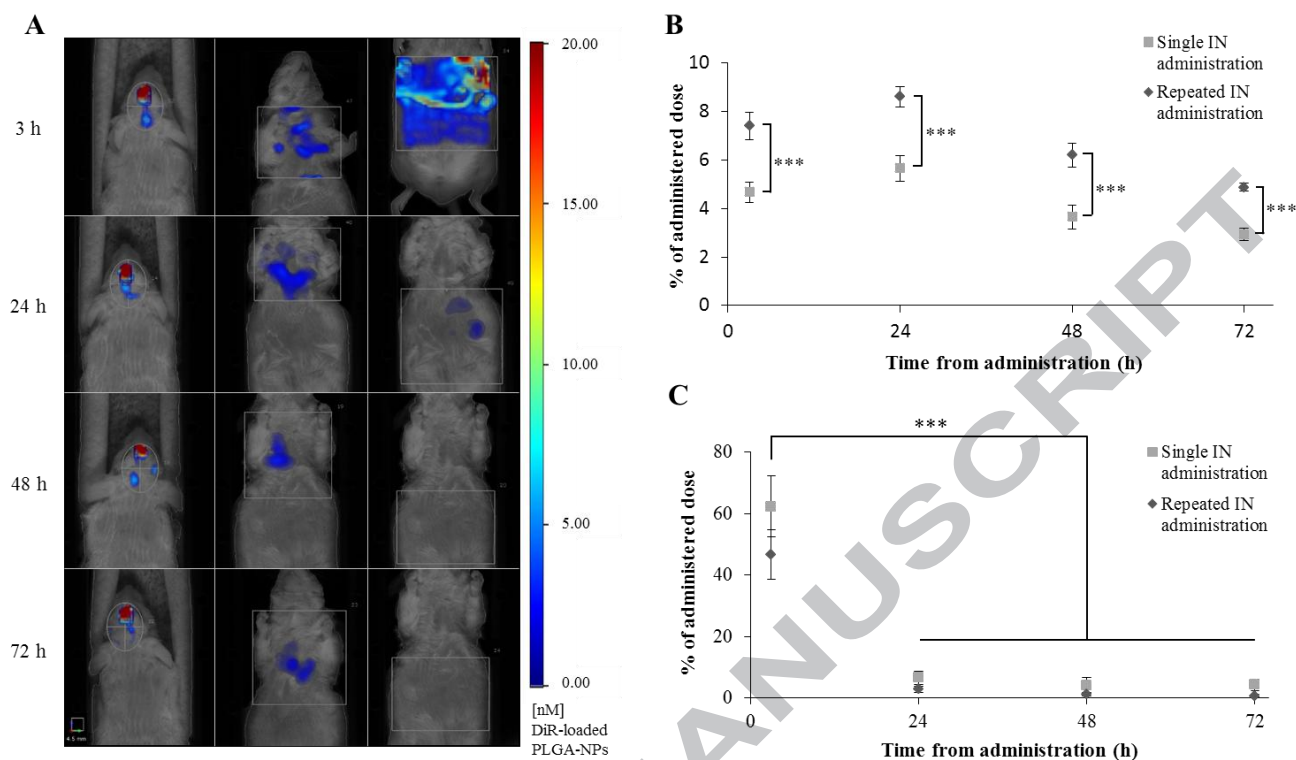 A
3 h
24 h
48 h
72 h
4.5 mm
20.00
15.00
10.00
5.00
0.00
[nM]
DiR-loaded
PLGA-NPs
B
Single IN
administration
Repeated IN
administration
% of administered dose
10
8
6
4
2
0
***
***
***
***
0 24 48 72
Time from administration (h)
C
***
Single IN
administration
Repeated IN
administration
% of administered dose
80
60
40
20
0
0 24 48 72
Time from administration (h)
ANUSCRIPT